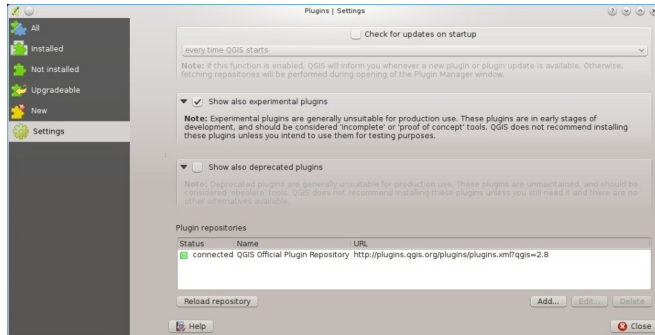 Plugins | Settings
All
Installed
Not installed
Upgradeable
New
Settings
Check for updates on startup
every time QGIS starts
Note: If this function is enabled, QGIS will inform you whenever a new plugin or plugin update is available. Otherwise,
fetching repositories will be performed during opening of the Plugin Manager window.
Show also experimental plugins
Note: Experimental plugins are generally unsuitable for production use. These plugins are in early stages of
development, and should be considered 'incomplete' or 'proof of concept' tools. QGIS does not recommend installing
these plugins unless you intend to use them for testing purposes.
Show also deprecated plugins
Note: Deprecated plugins are generally unsuitable for production use. These plugins are unmaintained, and should be
considered 'obsolete' tools. QGIS does not recommend installing these plugins unless you still need it and there are no
other alternatives available.
Plugin repositories
Status Name URL
connected QGIS Official Plugin Repository http://plugins.qgis.org/plugins/plugins.xml?qgis=2.8
Reload repository Add... Edit... Delete
Help Close